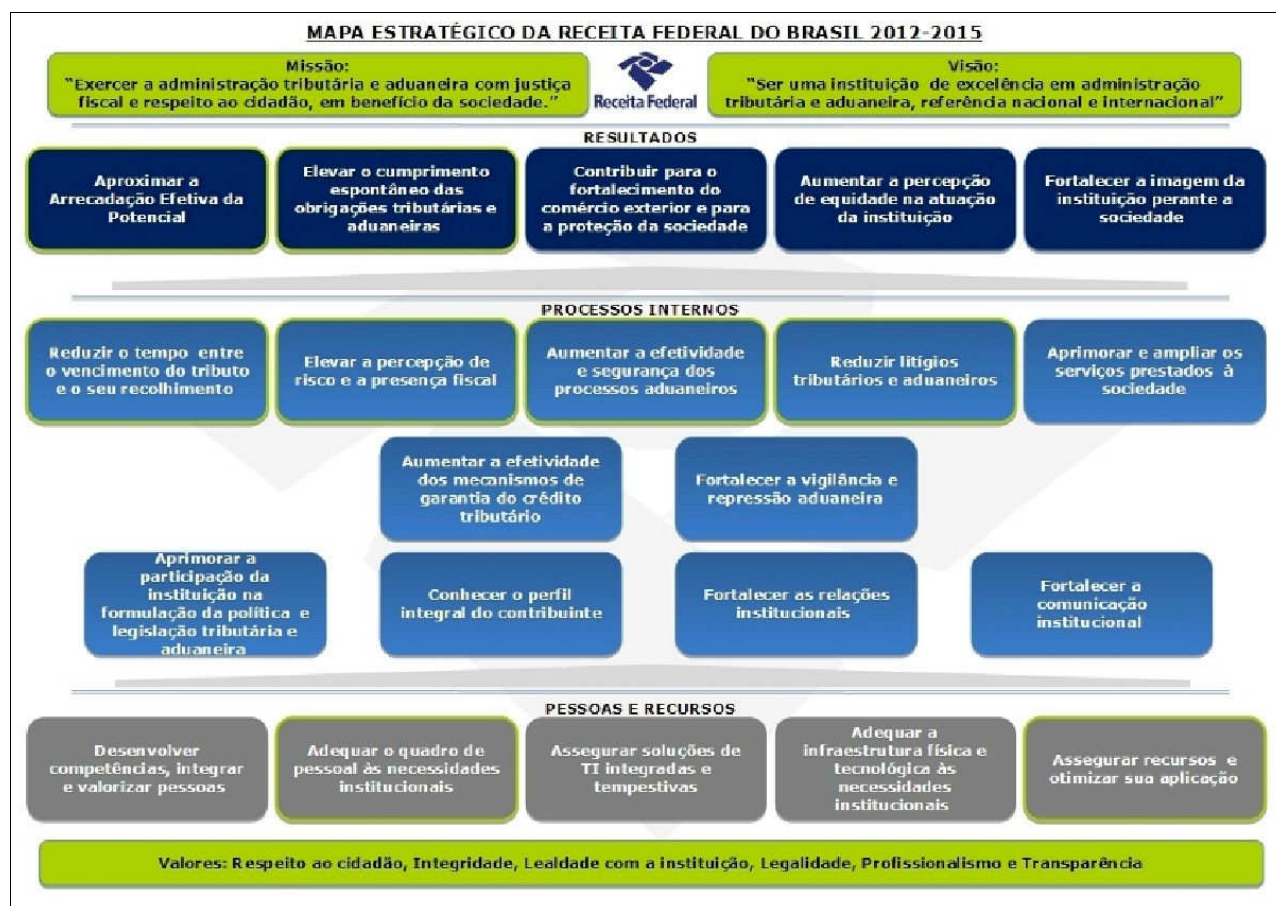 MAPA ESTRATÉGICO DA RECEITA FEDERAL DO BRASIL 2012-2015
Missão:
"Exercer a administração tributária e aduaneira com justiça
fiscal e respeito ao cidadão, em benefício da sociedade."
Receita Federal
Visão:
"Ser uma instituição de excelência em administração
tributária e aduaneira, referência nacional e internacional"
RESULTADOS
Aproximar a
Arrecadação Efetiva da
Potencial
Elevar o cumprimento
espontâneo das
obrigações tributárias e
aduaneiras
Contribuir para o
fortalecimento do
comércio exterior e para
a proteção da sociedade
Aumentar a percepção
de equidade na atuação
da instituição
Fortalecer a imagem da
instituição perante a
sociedade
PROCESSOS INTERNOS
Reduzir o tempo entre
o vencimento do tributo
e o seu recolhimento
Elevar a percepção de
risco e a presença fiscal
Aumentar a efetividade
e segurança dos
processos aduaneiros
Reduzir litígios
tributários e aduaneiros
Aprimorar e ampliar os
serviços prestados à
sociedade
Aumentar a efetividade
dos mecanismos de
garantia do crédito
tributário
Fortalecer a vigilância e
repressão aduaneira
Aprimorar a
participação da
instituição na
formulação da política e
legislação tributária e
aduaneira
Conhecer o perfil
integral do contribuinte
Fortalecer as relações
institucionais
Fortalecer a
comunicação
institucional
PESSOAS E RECURSOS
Desenvolver
competências, integrar
e valorizar pessoas
Adequar o quadro de
pessoal às necessidades
institucionais
Assegurar soluções de
TI integradas e
tempestivas
Adequar a
infraestrutura física e
tecnológica às
necessidades
institucionais
Assegurar recursos e
otimizar sua aplicação
Valores: Respeito ao cidadão, Integridade, Lealdade com a instituição, Legalidade, Profissionalismo e Transparência